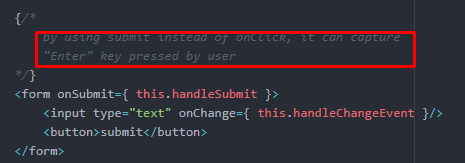 {/*
by using submit instead of onClick, it can capture
"Enter" key pressed by user
*/}
<form onSubmit={ this.handleSubmit }>
<input type="text" onChange={ this.handleChangeEvent }/>
<button>submit</button>
</form>